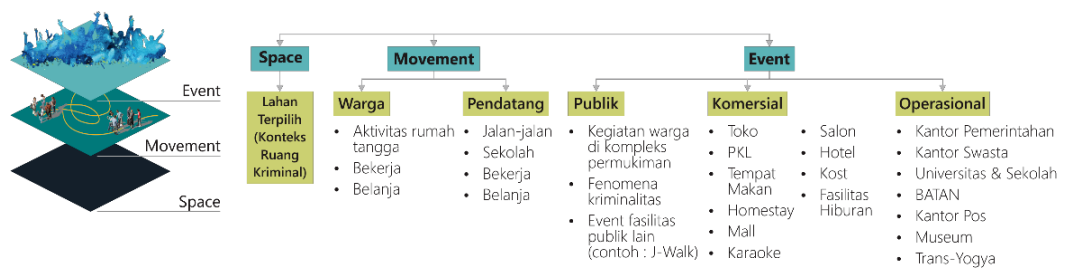 Event
Movement
Space
Space
Movement
Event
Lahan
Terpilih
(Konteks
Ruang
Kriminal)
Warga
• Aktivitas rumah
tangga
• Bekerja
• Belanja
Pendatang
• Jalan-jalan
• Sekolah
• Bekerja
• Belanja
Publik
• Kegiatan warga
di kompleks
permukiman
• Fenomena
kriminalitas
• Event fasilitas
publik lain
(contoh : J-Walk)
Komersial
• Toko
• PKL
• Tempat
Makan
• Homestay
• Mall
• Karaoke
• Salon
• Hotel
• Kost
• Fasilitas
Hiburan
Operasional
• Kantor Pemerintahan
• Kantor Swasta
• Universitas & Sekolah
• BATAN
• Kantor Pos
• Museum
• Trans-Yogya